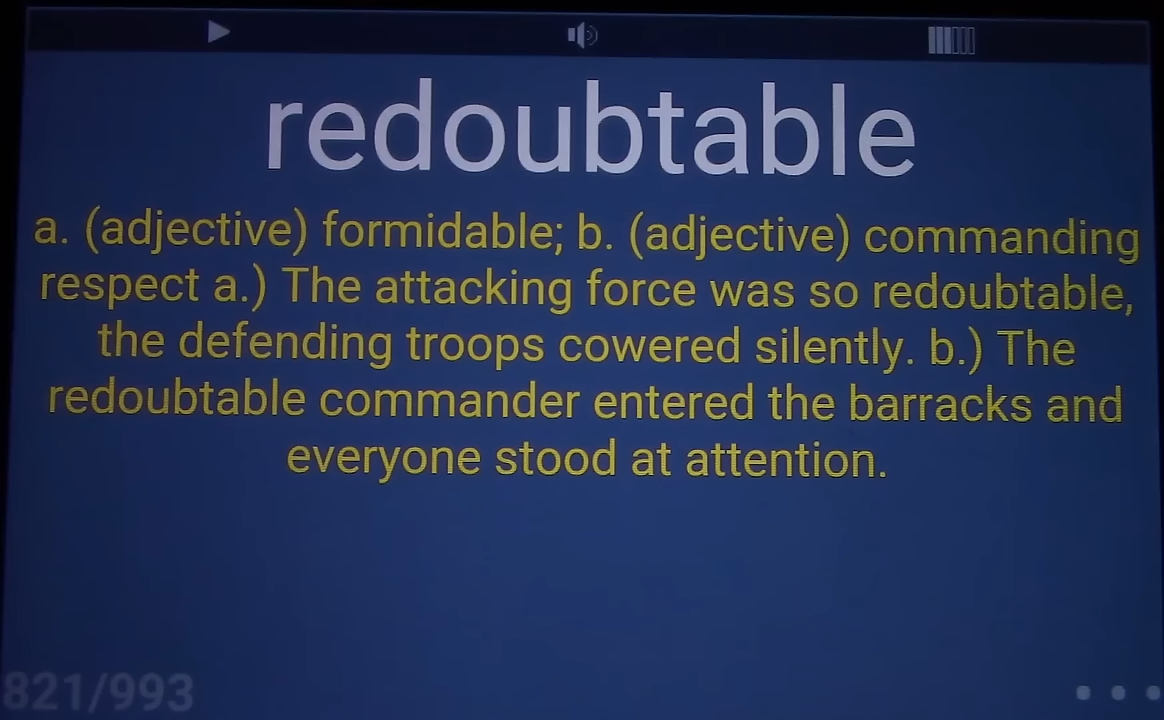 redoubtable
a. (adjective) formidable; b. (adjective) commanding
respect a.) The attacking force was so redoubtable,
the defending troops cowered silently. b.) The
redoubtable commander entered the barracks and
everyone stood at attention.
821/993